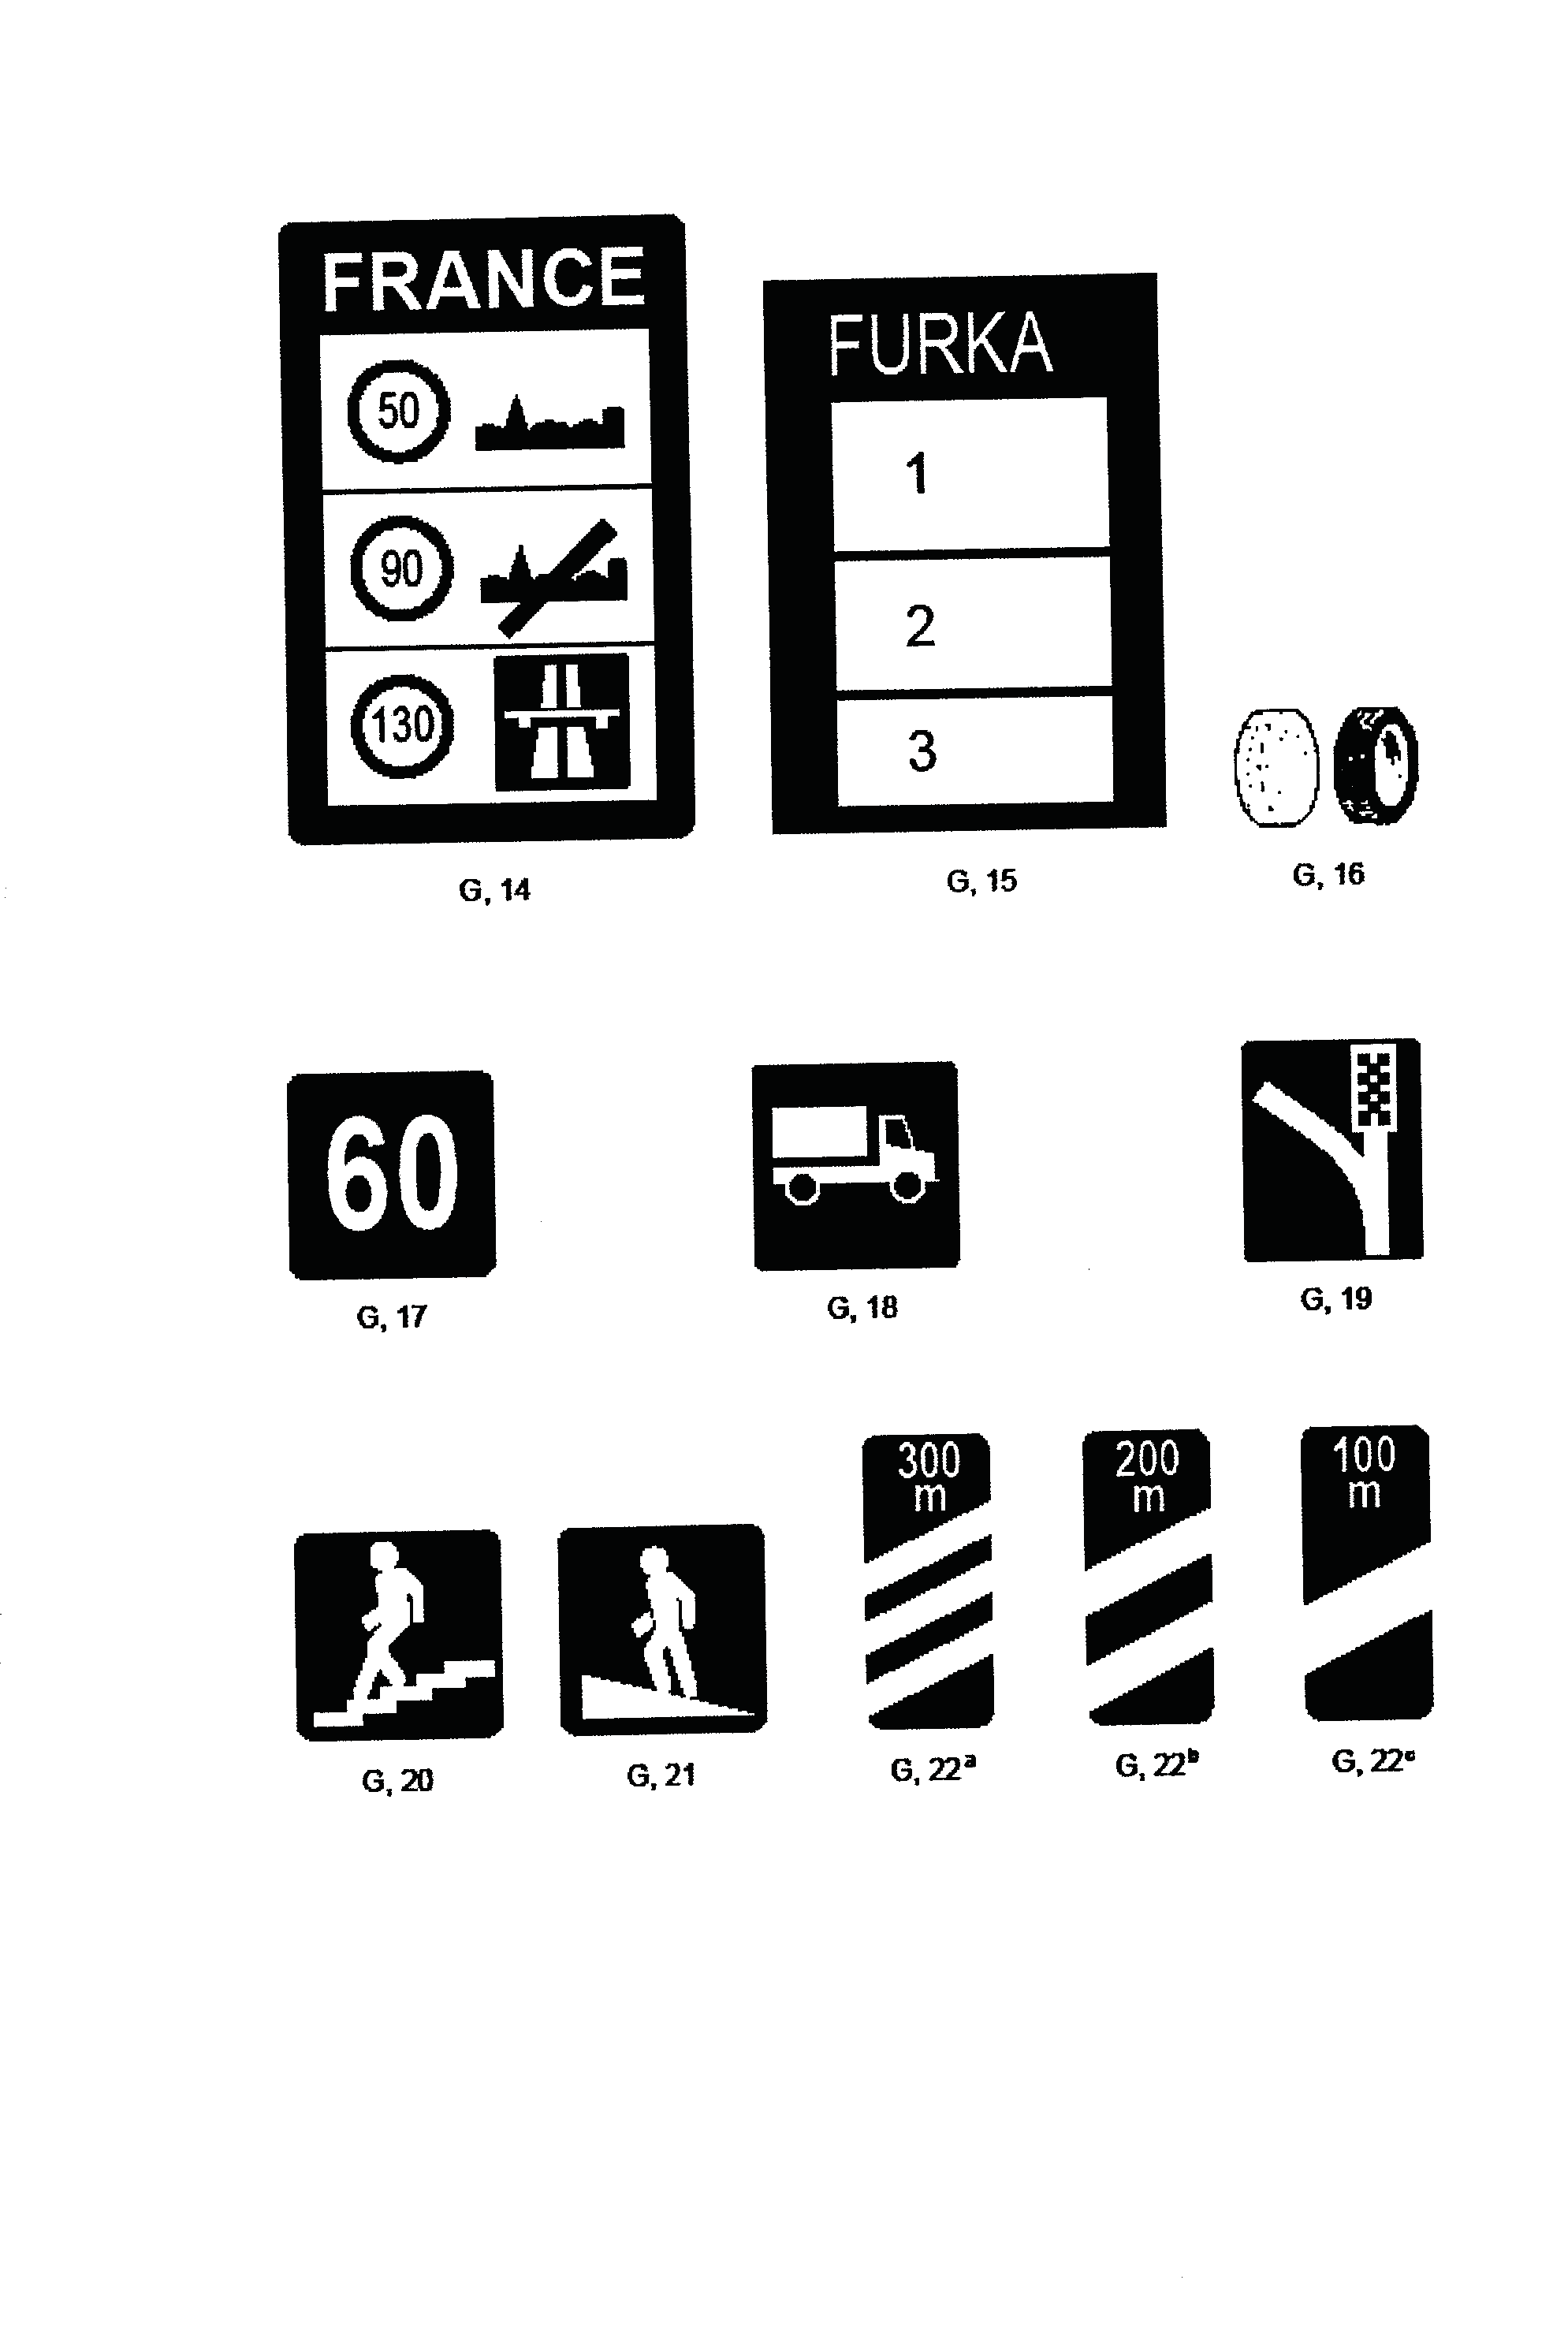 FRANCE
50
90
130
G, 14
FURKA
1
2
3
G, 15
G, 16
60
G, 17
G, 18
G, 19
G, 20
G, 21
300
m
G, 22ª
200
m
G, 22ᵇ
100
m
G, 22ᶜ